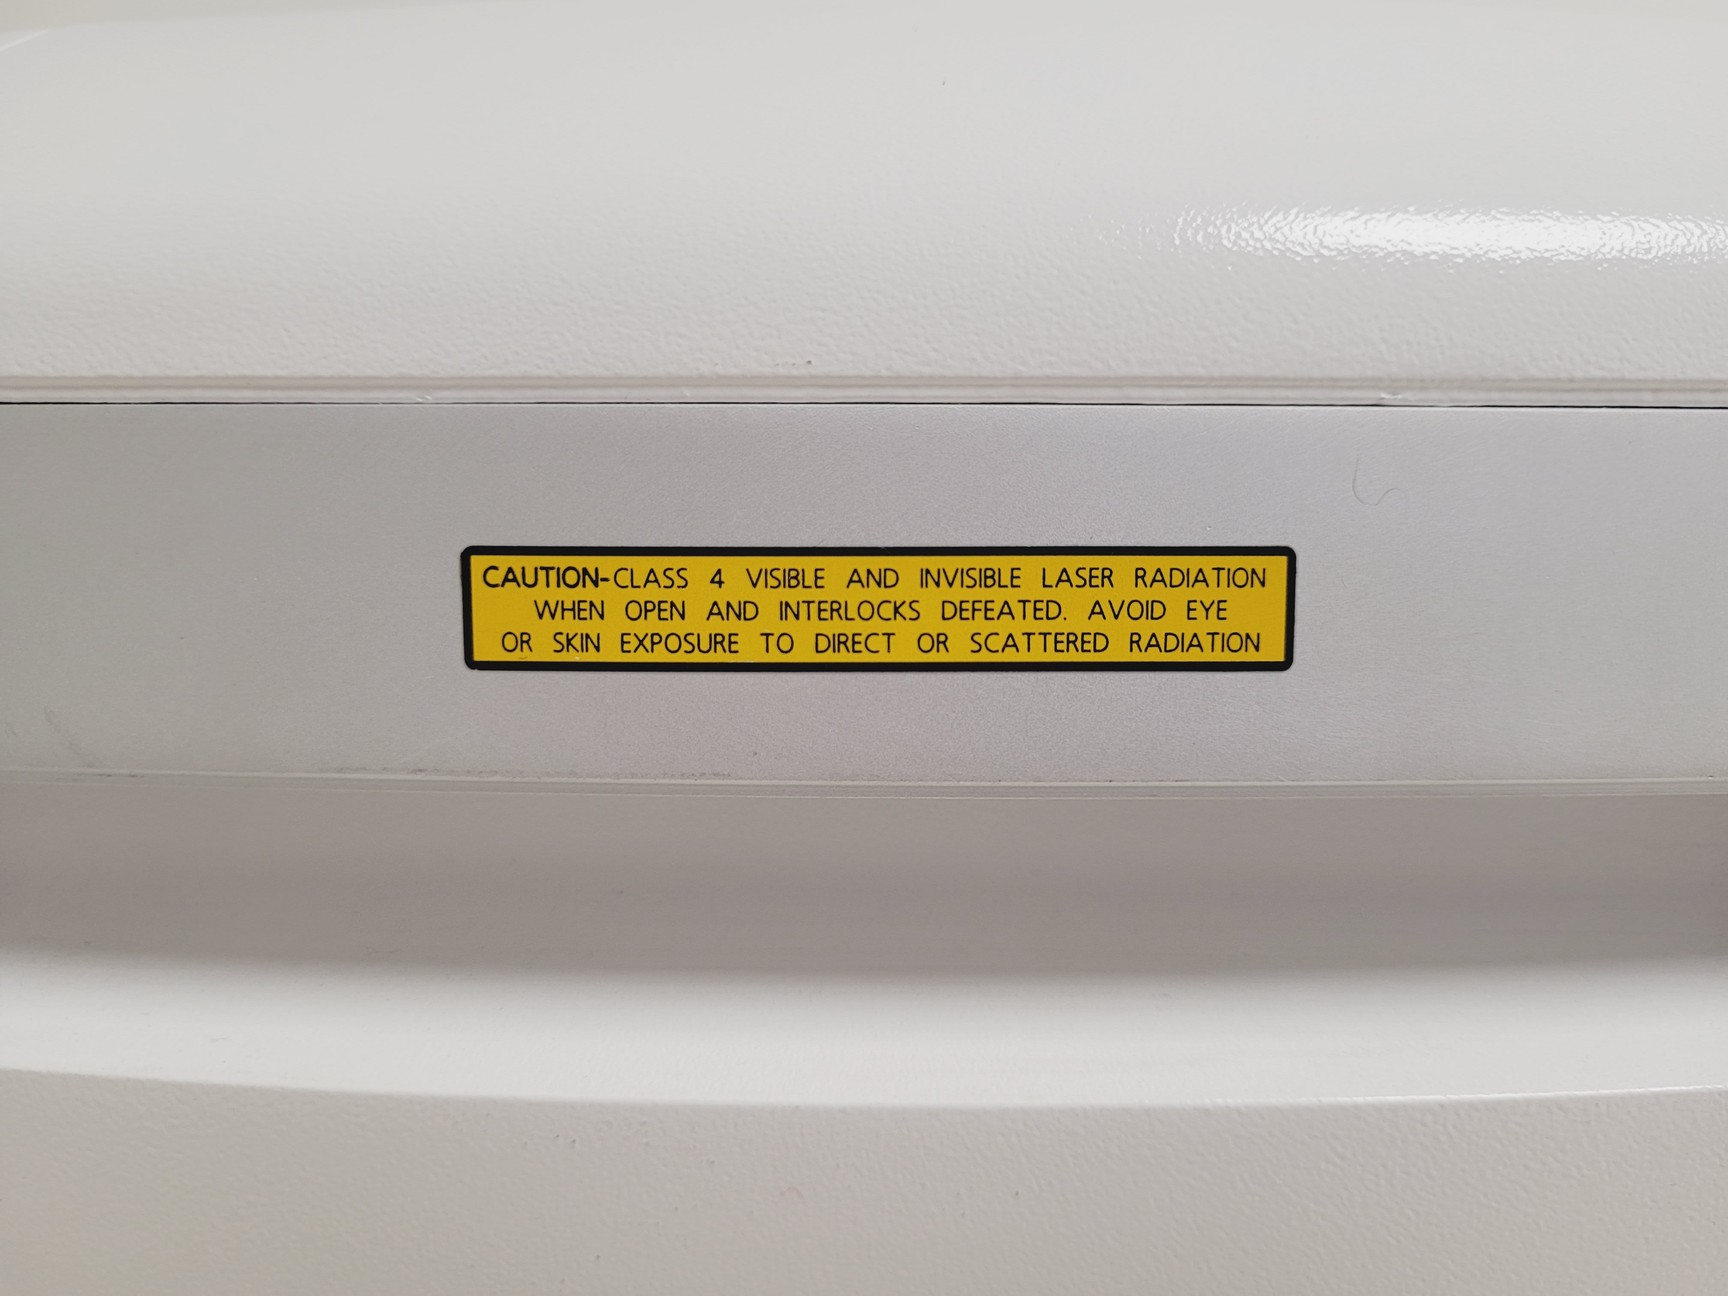 CAUTION-CLASS 4 VISIBLE AND INVISIBLE LASER RADIATION
WHEN OPEN AND INTERLOCKS DEFEATED. AVOID EYE
OR SKIN EXPOSURE TO DIRECT OR SCATTERED RADIATION